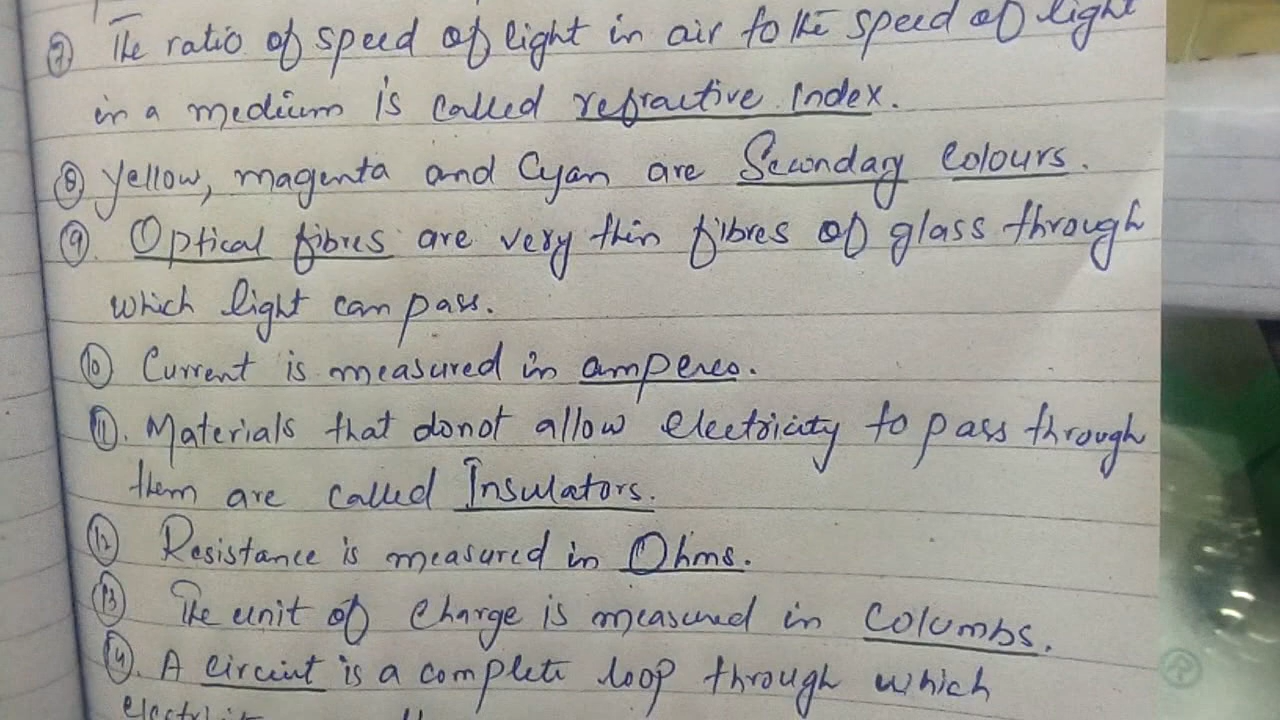 ⑦ The ratio of speed of light in air to the speed of light
in a medium is called refractive index.
⑧ Yellow, magenta and Cyan are Secondary Colours.
⑨. Optical fibres are very thin fibres of glass through
which light can pass.
⑩ Current is measured in amperes.
⑪. Materials that donot allow electricity to pass through
them are called Insulators.
⑫ Resistance is measured in Ohms.
⑬ The unit of Charge is measured in Columbs.
⑭. A circuit is a complete loop through which
®